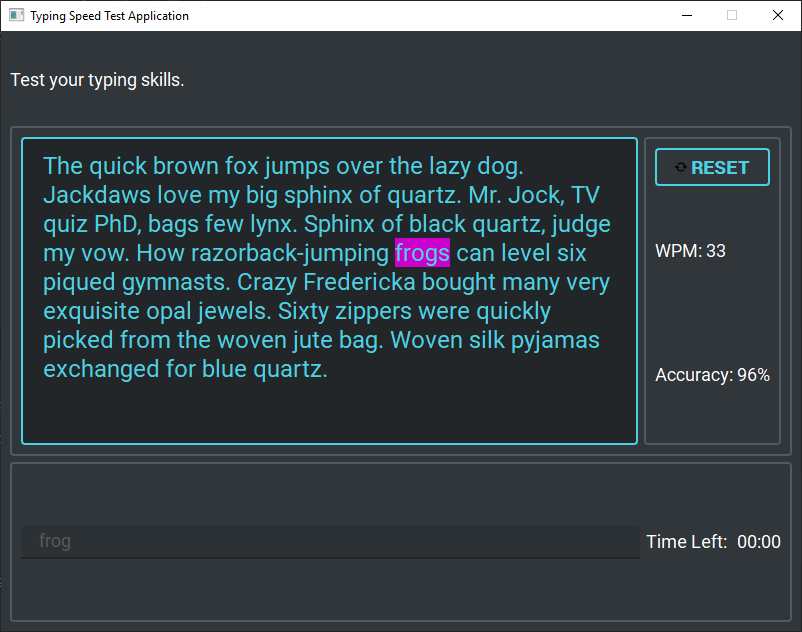 Typing Speed Test Application
Test your typing skills.
The quick brown fox jumps over the lazy dog.
Jackdaws love my big sphinx of quartz. Mr. Jock, TV
quiz PhD, bags few lynx. Sphinx of black quartz, judge
my vow. How razorback-jumping frogs can level six
piqued gymnasts. Crazy Fredericka bought many very
exquisite opal jewels. Sixty zippers were quickly
picked from the woven jute bag. Woven silk pyjamas
exchanged for blue quartz.
RESET
WPM: 33
Accuracy: 96%
frog
Time Left: 00:00